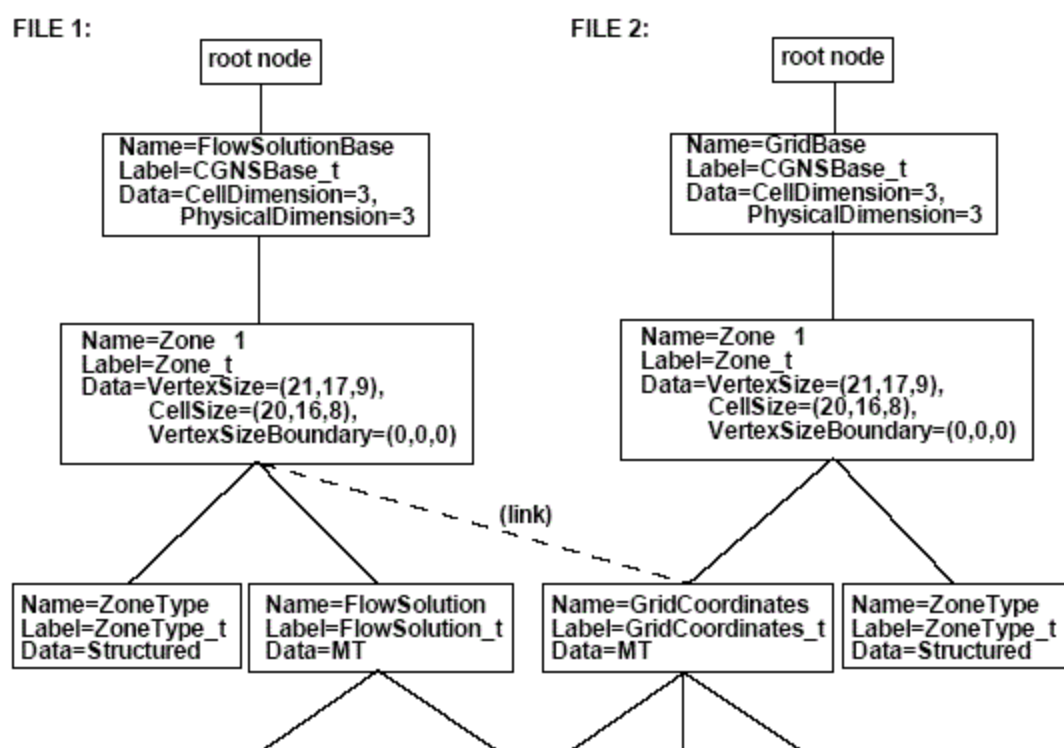 FILE 1:
root node
Name=FlowSolutionBase
Label=CGNSBase_t
Data=CellDimension=3,
PhysicalDimension=3
Name=Zone 1
Label=Zone_t
Data=VertexSize=(21,17,9),
CellSize=(20,16,8),
VertexSizeBoundary=(0,0,0)
FILE 2:
root node
Name=GridBase
Label=CGNSBase_t
Data=CellDimension=3,
PhysicalDimension=3
Name=Zone 1
Label=Zone_t
Data=VertexSize=(21,17,9),
CellSize=(20,16,8),
VertexSizeBoundary=(0,0,0)
(link)
Name=ZoneType
Label=ZoneType_t
Data=Structured
Name=FlowSolution
Label=FlowSolution_t
Data=MT
Name=GridCoordinates
Label=GridCoordinates_t
Data=MT
Name=ZoneType
Label=ZoneType_t
Data=Structured